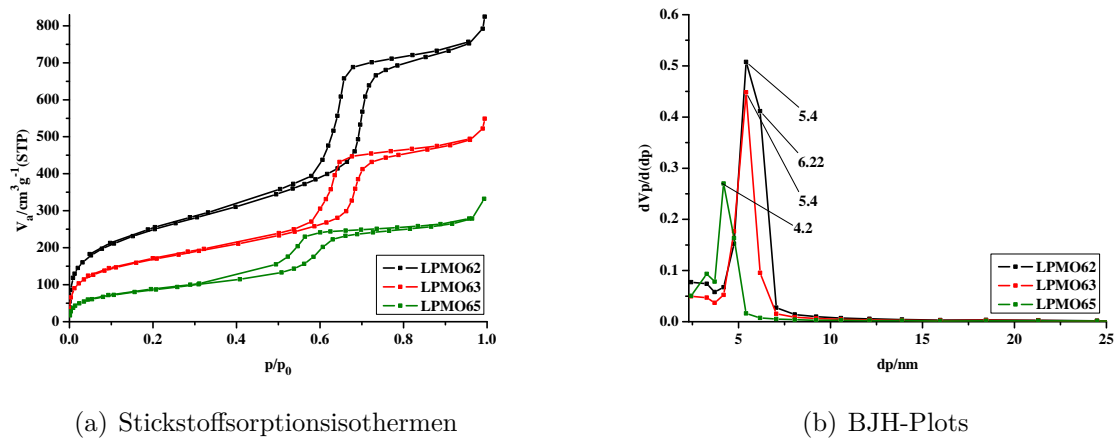 800
700
600
500
400
300
200
100
0
V_a/cm³g⁻¹(STP)
0.0 0.2 0.4 0.6 0.8 1.0
p/p₀
LPMO62
LPMO63
LPMO65
(a) Stickstoffsorptionsisothermen
0.6
0.5
0.4
0.3
0.2
0.1
0.0
dVp/d(dp)
5 10 15 20 25
dp/nm
5.4
6.22
5.4
4.2
LPMO62
LPMO63
LPMO65
(b) BJH-Plots